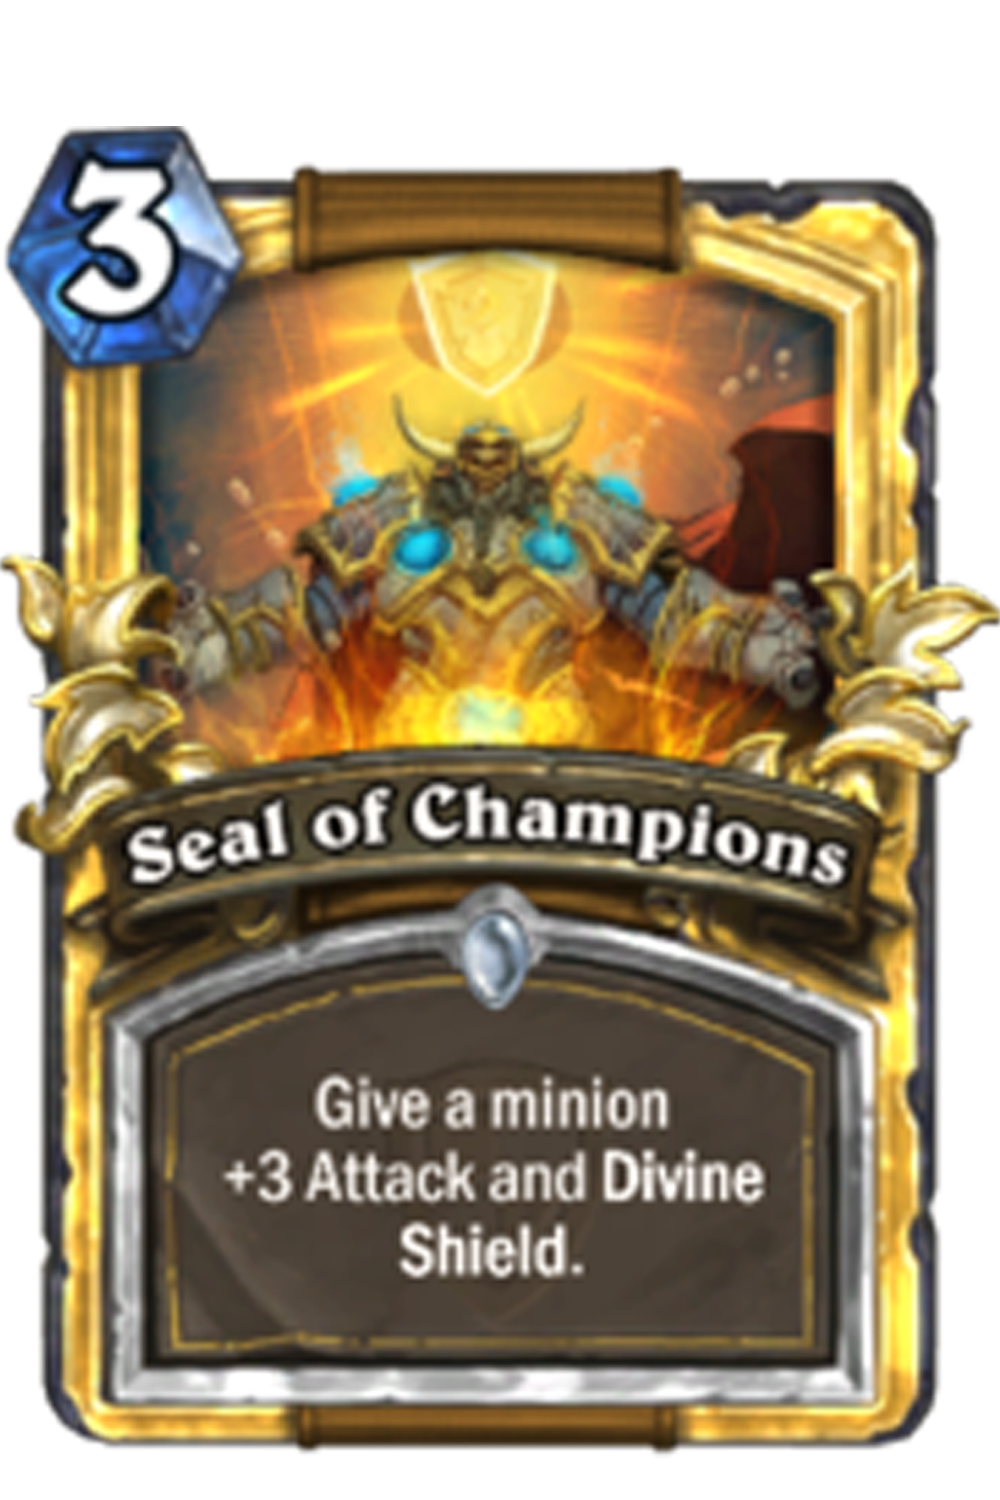 3
Seal of Champions
Give a minion
+3 Attack and Divine
Shield.